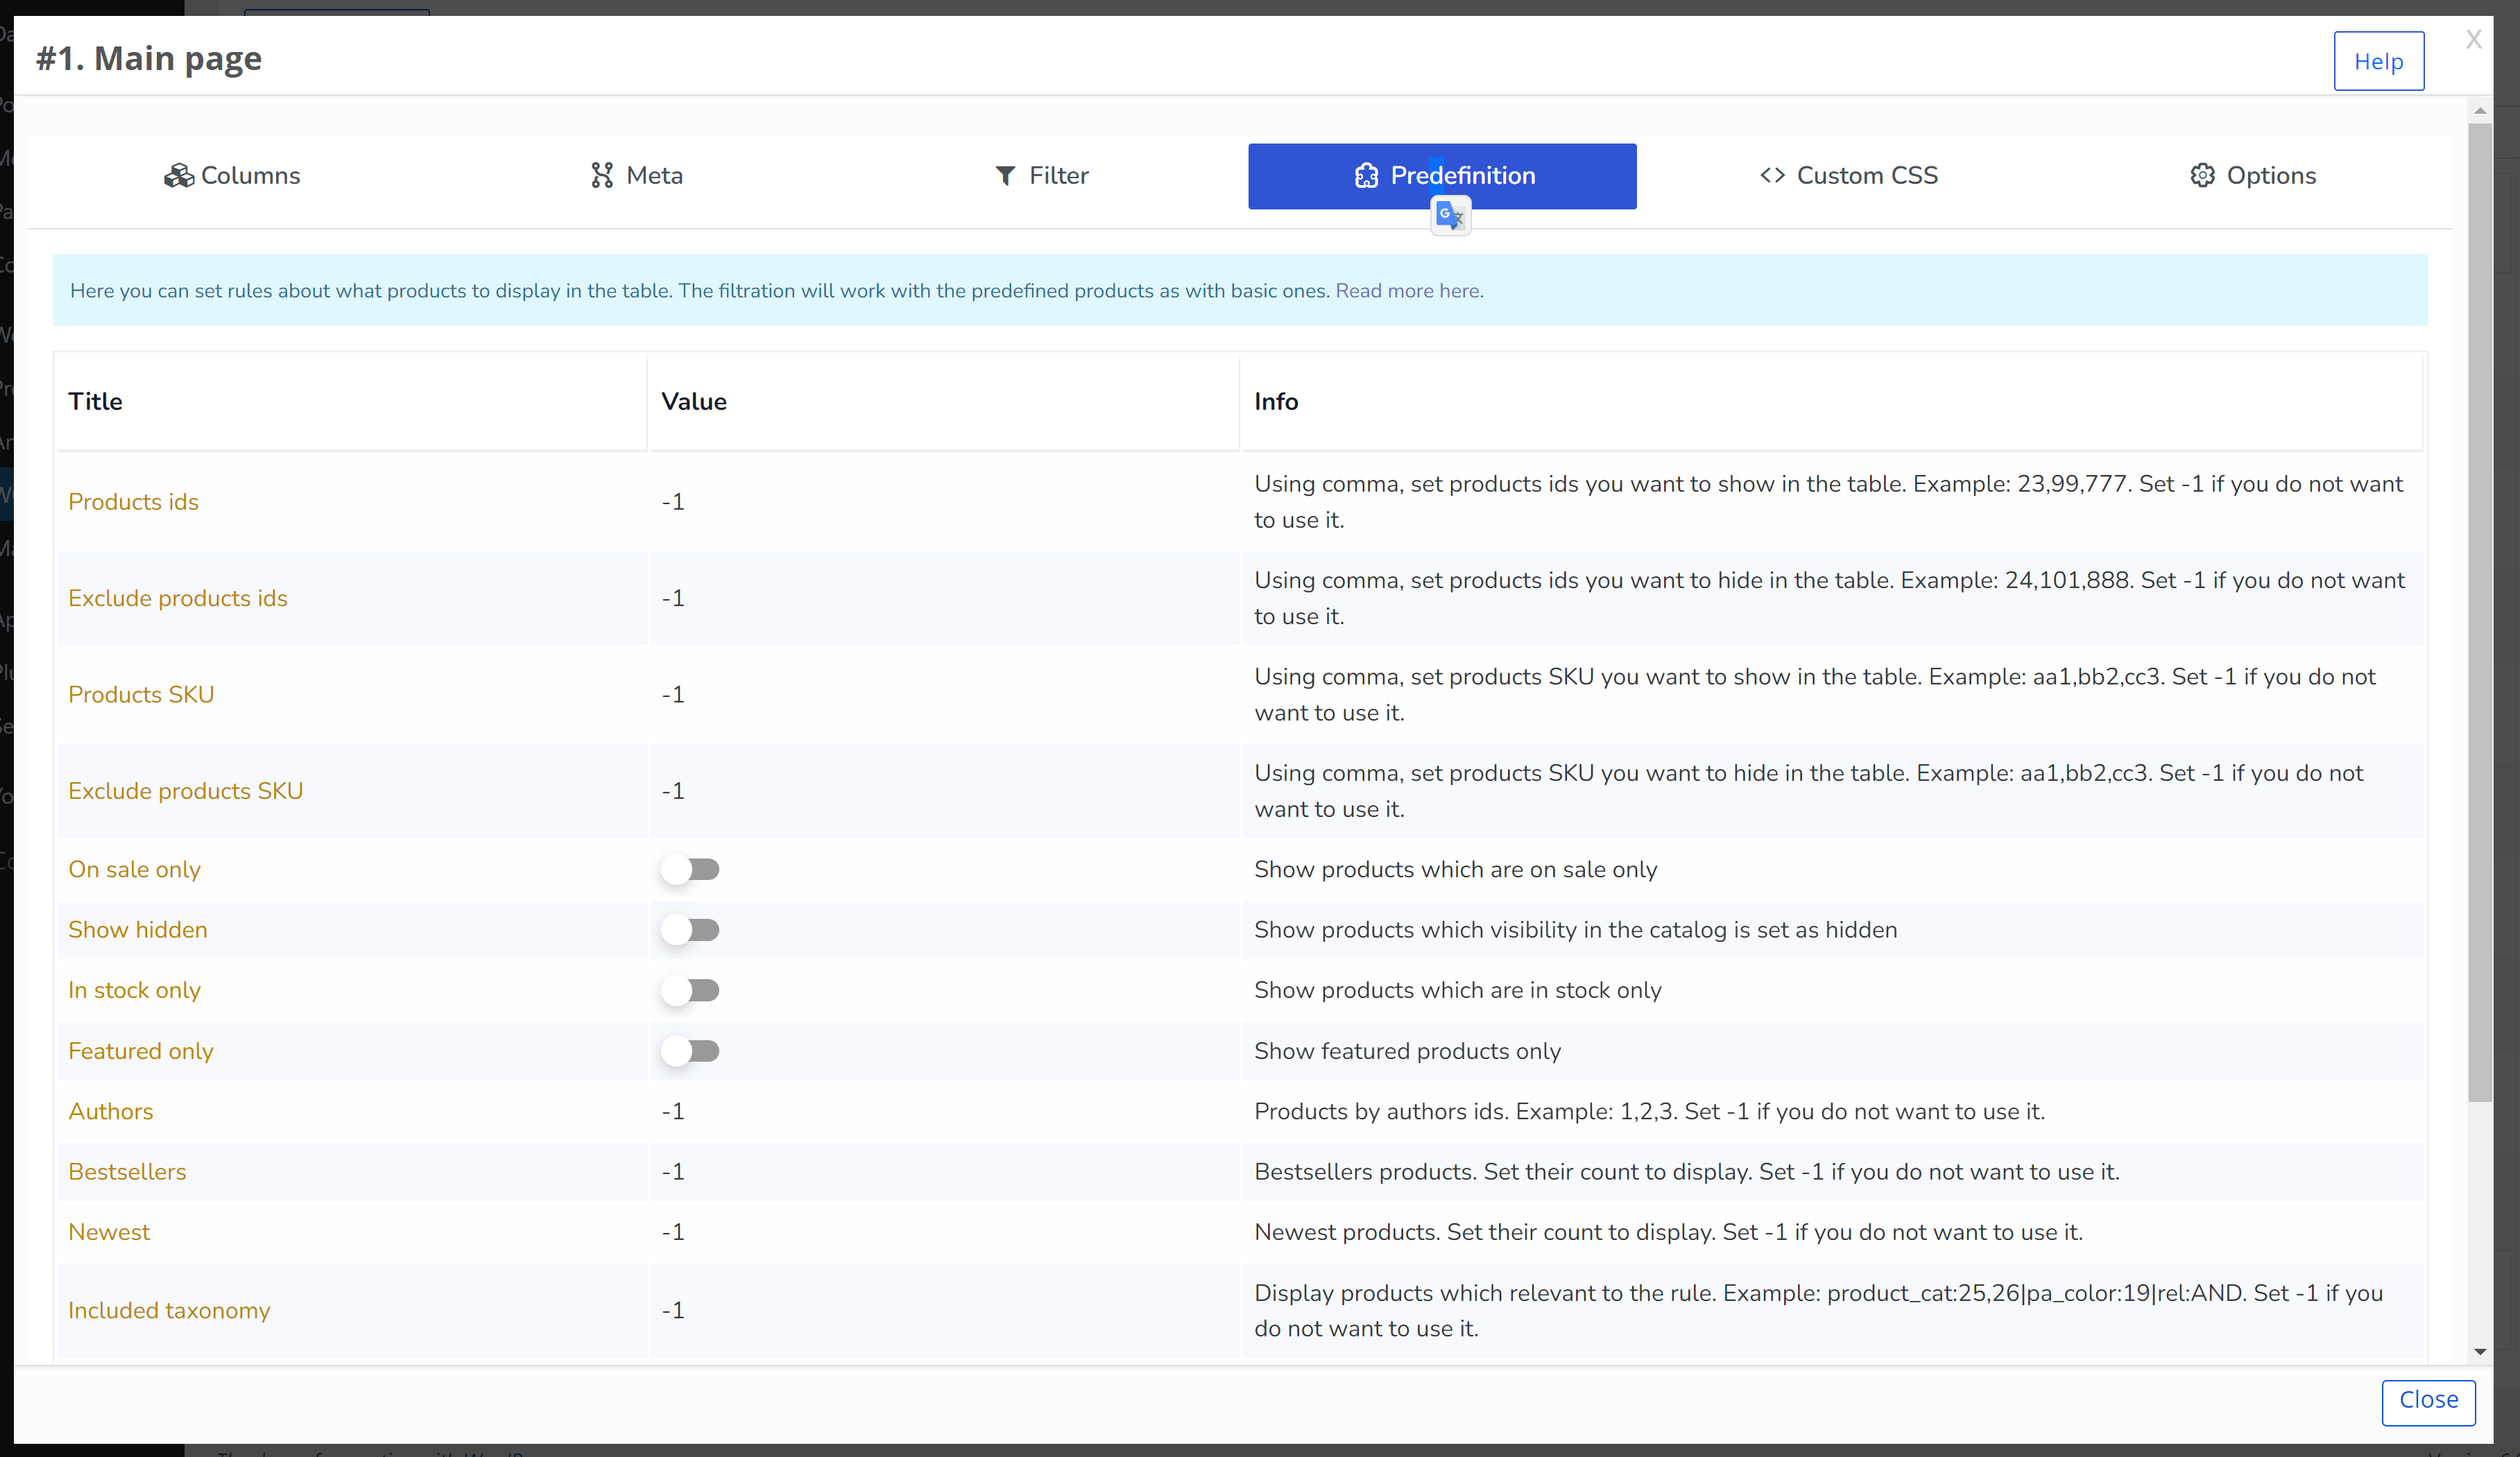 #1. Main page
Help
X
Columns
Meta
Filter
Predefinition
Custom CSS
Options
Here you can set rules about what products to display in the table. The filtration will work with the predefined products as with basic ones. Read more here.
Title
Value
Info
Products ids
-1
Using comma, set products ids you want to show in the table. Example: 23,99,777. Set -1 if you do not want
to use it.
Exclude products ids
-1
Using comma, set products ids you want to hide in the table. Example: 24,101,888. Set -1 if you do not want
to use it.
Products SKU
-1
Using comma, set products SKU you want to show in the table. Example: aa1,bb2,cc3. Set -1 if you do not
want to use it.
Exclude products SKU
-1
Using comma, set products SKU you want to hide in the table. Example: aa1,bb2,cc3. Set -1 if you do not
want to use it.
On sale only
Show products which are on sale only
Show hidden
Show products which visibility in the catalog is set as hidden
In stock only
Show products which are in stock only
Featured only
Show featured products only
Authors
-1
Products by authors ids. Example: 1,2,3. Set -1 if you do not want to use it.
Bestsellers
-1
Bestsellers products. Set their count to display. Set -1 if you do not want to use it.
Newest
-1
Newest products. Set their count to display. Set -1 if you do not want to use it.
Included taxonomy
-1
Display products which relevant to the rule. Example: product_cat:25,26|pa_color:19|rel:AND. Set -1 if you
do not want to use it.
Close